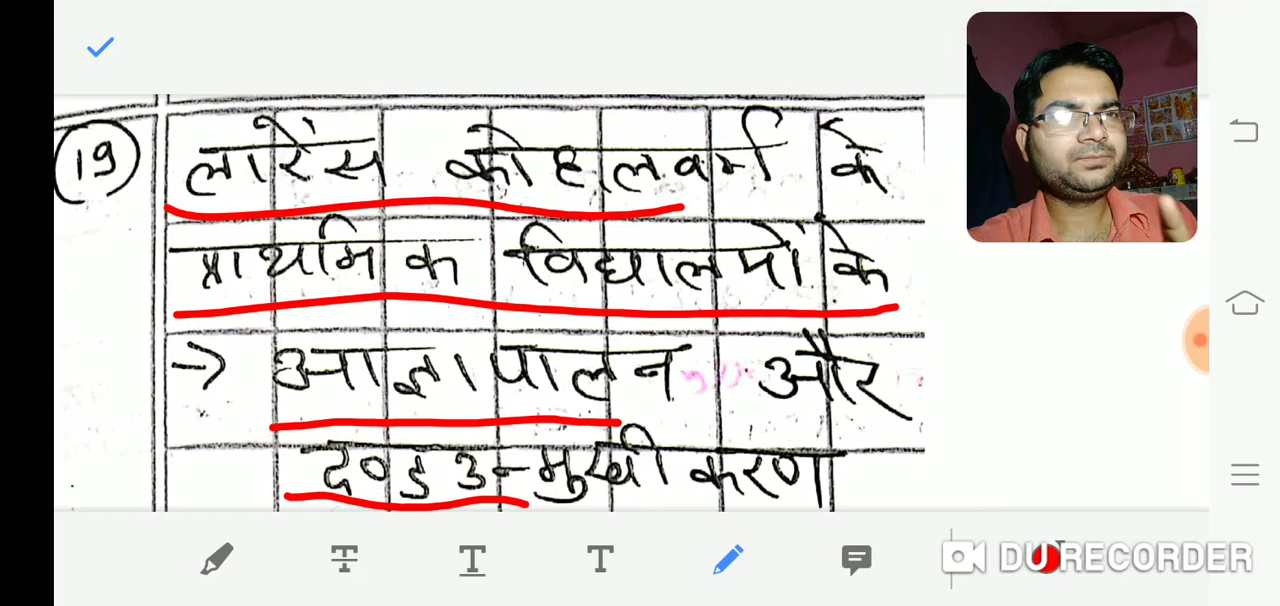 19
लारेंस कोहलवर्ग के
प्राथमिक विद्यालयों के
→ आज्ञापालन और
दण्ड उन्मुखीकरण
T T T
DU RECORDER